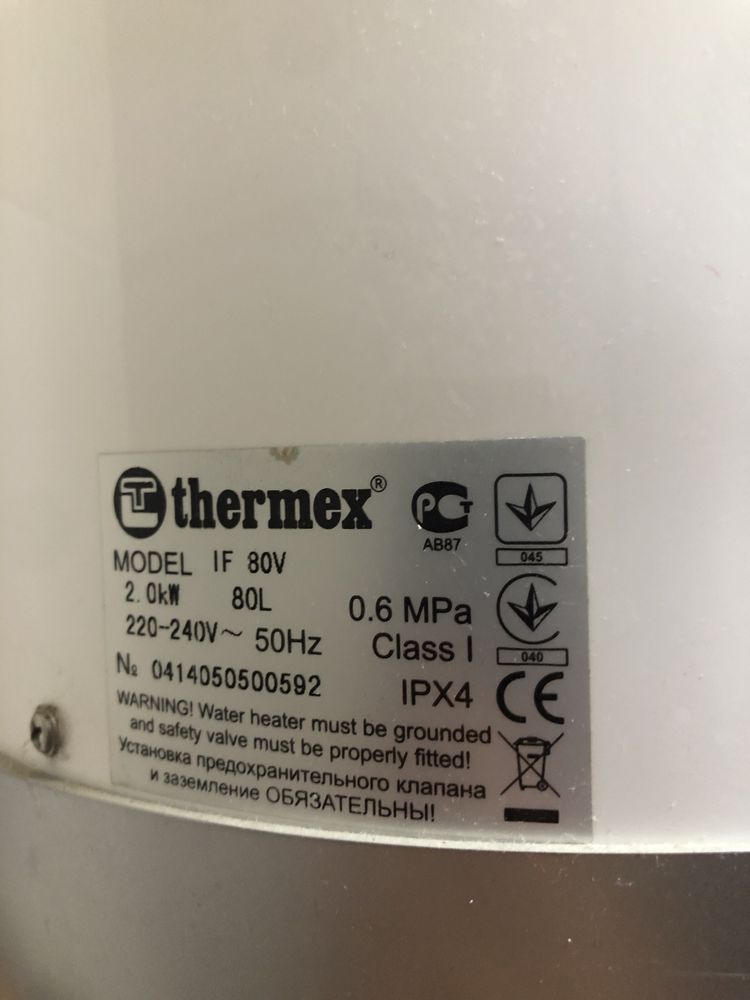 thermex®
PCT
AB87
045
MODEL IF 80V
2.0kW 80L
220-240V~ 50Hz
0.6 MPa
Class I
040
№ 0414050500592
IPX4
CE
WARNING! Water heater must be grounded
and safety valve must be properly fitted!
Установка предохранительного клапана
и заземление ОБЯЗАТЕЛЬНЫ!